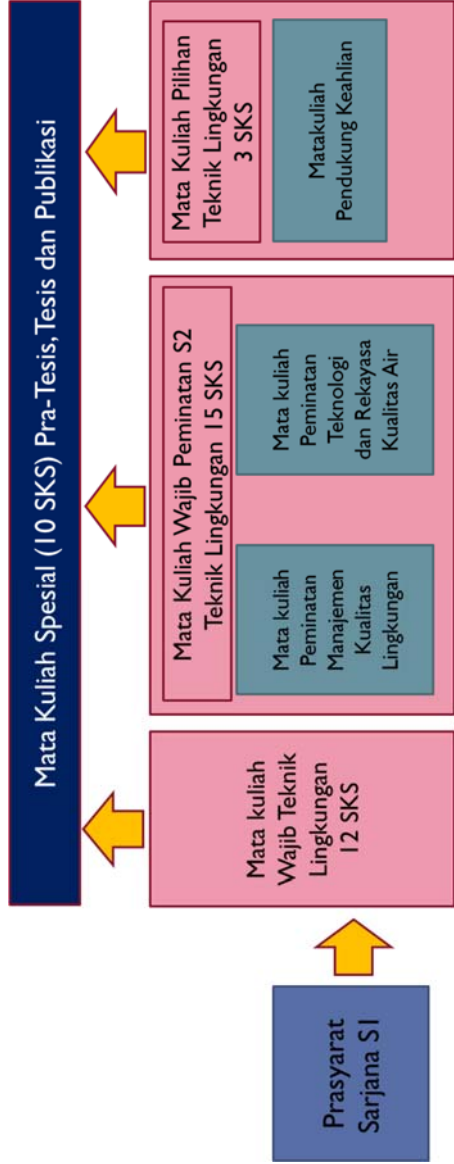 Mata Kuliah Spesial (10 SKS) Pra-Tesis, Tesis dan Publikasi
Prasyarat
Sarjana S1
Mata kuliah
Wajib Teknik
Lingkungan
12 SKS
Mata Kuliah Wajib Peminatan S2
Teknik Lingkungan 15 SKS
Mata kuliah
Peminatan
Manajemen
Kualitas
Lingkungan
Mata kuliah
Peminatan
Teknologi
dan Rekayasa
Kualitas Air
Mata Kuliah Pilihan
Teknik Lingkungan
3 SKS
Matakuliah
Pendukung Keahlian